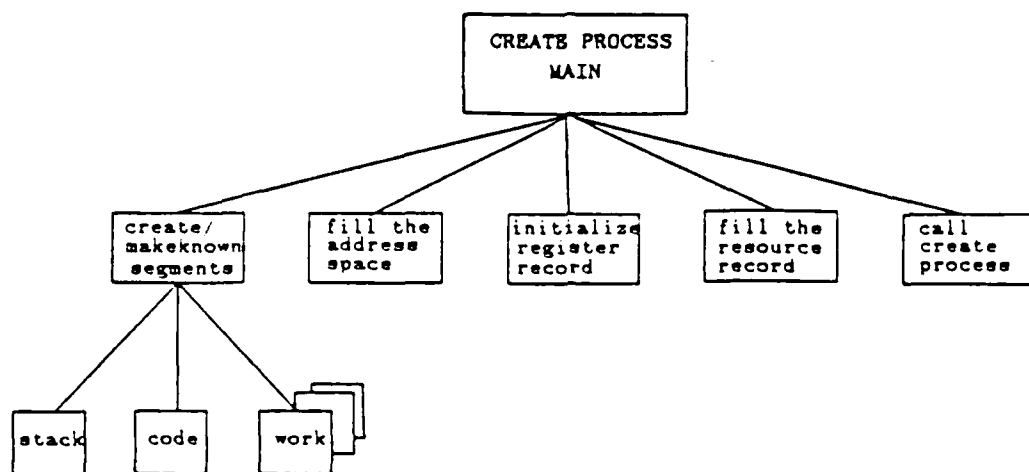 CREATE PROCESS
MAIN
create/
makeknown
segments
fill the
address
space
initialize
register
record
fill the
resource
record
call
create
process
stack
code
work